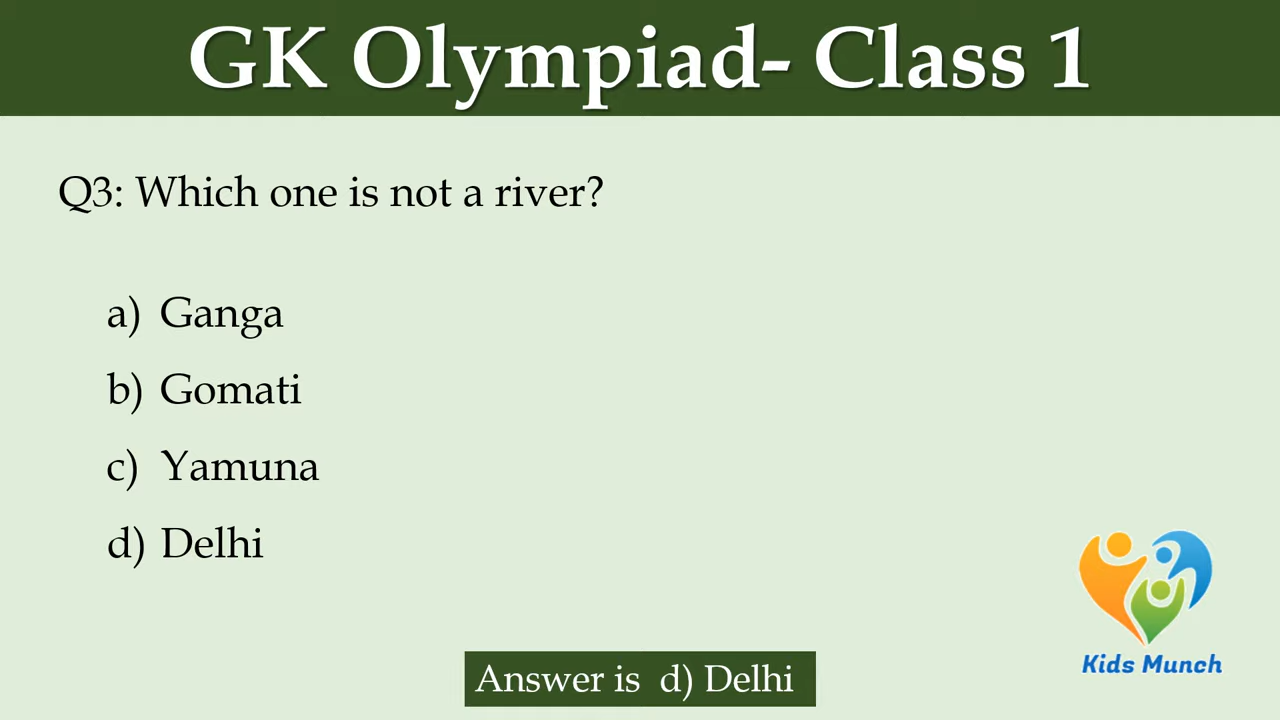 GK Olympiad- Class 1
Q3: Which one is not a river?
a) Ganga
b) Gomati
c) Yamuna
d) Delhi
Kids Munch
Answer is d) Delhi